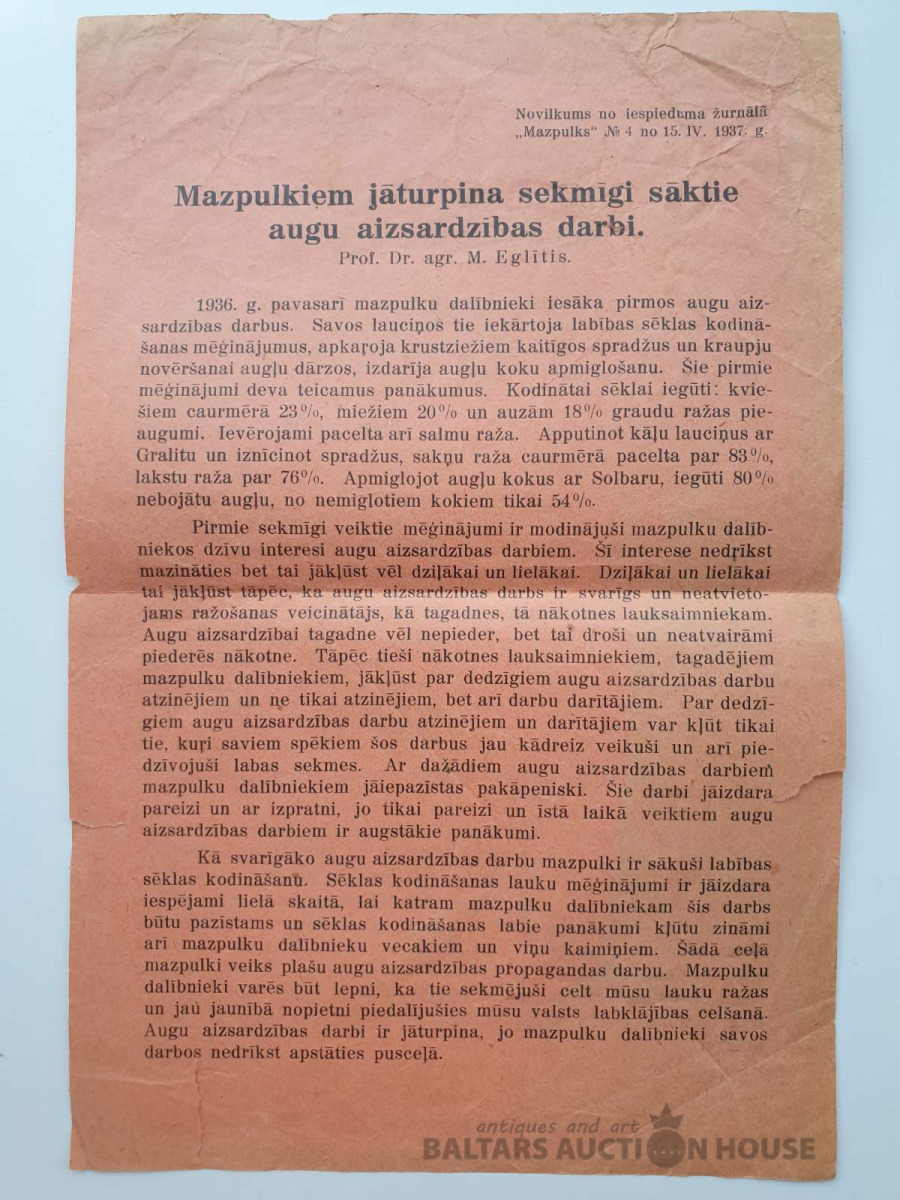 Novilkums no iespieduma žurnālā
„Mazpulks“ № 4 no 15. IV. 1937. g.
Mazpulkiem jāturpina sekmīgi sāktie
augu aizsardzības darbi.
Prof. Dr. agr. M. Eglītis.
1936. g. pavasarī mazpulku dalībnieki iesāka pirmos augu aiz-
sardzības darbus. Savos lauciņos tie iekārtoja labības sēklas kodinā-
šanas mēģinājumus, apkaŗoja krustziežiem kaitīgos spradžus un kraupju
novēršanai augļu dārzos, izdarīja augļu koku apmiglošanu. Šie pirmie
mēģinājumi deva teicamus panākumus. Kodinātai sēklai iegūti: kvie-
šiem caurmērā 23%, miežiem 20% un auzām 18% graudu ražas pie-
augumi. Ievērojami pacelta arī salmu raža. Apputinot kāļu lauciņus ar
Gralitu un iznīcinot spradžus, sakņu raža caurmērā pacelta par 83%,
lakstu raža par 76%. Apmiglojot augļu kokus ar Solbaru, iegūti 80%
nebojātu augļu, no nemiglotiem kokiem tikai 54%.
Pirmie sekmīgi veiktie mēģinājumi ir modinājuši mazpulku dalīb-
niekos dzīvu interesi augu aizsardzības darbiem. Šī interese nedrīkst
mazināties bet tai jākļūst vēl dziļākai un lielākai. Dziļākai un lielākai
tai jākļūst tāpēc, ka augu aizsardzības darbs ir svarīgs un neatvieto-
jams ražošanas veicinātājs, kā tagadnes, tā nākotnes lauksaimniekam.
Augu aizsardzībai tagadne vēl nepieder, bet tai droši un neatvairāmi
piederēs nākotne. Tāpēc tieši nākotnes lauksaimniekiem, tagadējiem
mazpulku dalībniekiem, jākļūst par dedzīgiem augu aizsardzības darbu
atzinējiem un ne tikai atzinējiem, bet arī darbu darītājiem. Par dedzī-
giem augu aizsardzības darbu atzinējiem un darītājiem var kļūt tikai
tie, kuŗi saviem spēkiem šos darbus jau kādreiz veikuši un arī pie-
dzīvojuši labas sekmes. Ar dažādiem augu aizsardzības darbiem
mazpulku dalībniekiem jāiepazīstas pakāpeniski. Šie darbi jāizdara
pareizi un ar izpratni, jo tikai pareizi un īstā laikā veiktiem augu
aizsardzības darbiem ir augstākie panākumi.
Kā svarīgāko augu aizsardzības darbu mazpulki ir sākuši labības
sēklas kodināšanu. Sēklas kodināšanas lauku mēģinājumi ir jāizdara
iespējami lielā skaitā, lai katram mazpulku dalībniekam šis darbs
būtu pazīstams un sēklas kodināšanas labie panākumi kļūtu zināmi
arī mazpulku dalībnieku vecakiem un viņu kaimiņiem. Šādā ceļā
mazpulki veiks plašu augu aizsardzības propagandas darbu. Mazpulku
dalībnieki varēs būt lepni, ka tie sekmējuši celt mūsu lauku ražas
un jau jaunībā nopietni piedalījušies mūsu valsts labklājības celšanā.
Augu aizsardzības darbi ir jāturpina, jo mazpulku dalībnieki savos
darbos nedrīkst apstāties pusceļā.
antiques and art
BALTARS AUCTION HOUSE